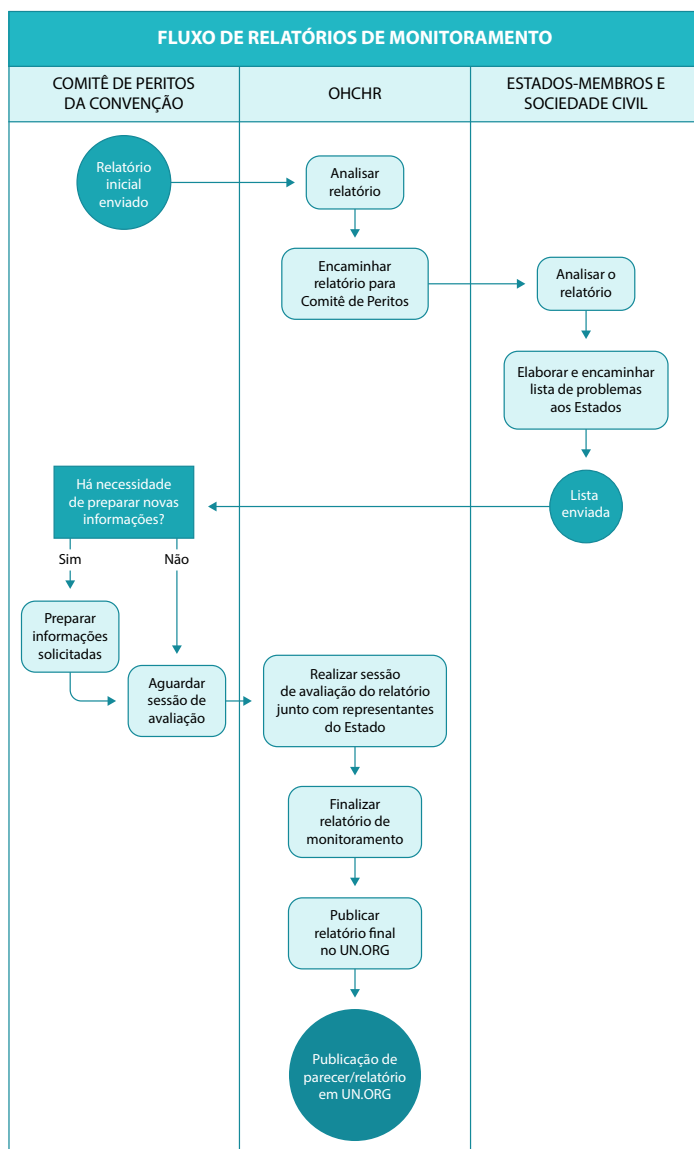 FLUXO DE RELATÓRIOS DE MONITORAMENTO
COMITÊ DE PERITOS
DA CONVENÇÃO
OHCHR
ESTADOS-MEMBROS E
SOCIEDADE CIVIL
Relatório
inicial
enviado
Analisar
relatório
Encaminhar
relatório para
Comitê de Peritos
Analisar o
relatório
Elaborar e encaminhar
lista de problemas
aos Estados
Lista
enviada
Há necessidade
de preparar novas
informações?
Sim
Não
Preparar
informações
solicitadas
Aguardar
sessão de
avaliação
Realizar sessão
de avaliação do relatório
junto com representantes
do Estado
Finalizar
relatório de
monitoramento
Publicar
relatório final
no UN.ORG
Publicação de
parecer/relatório
em UN.ORG